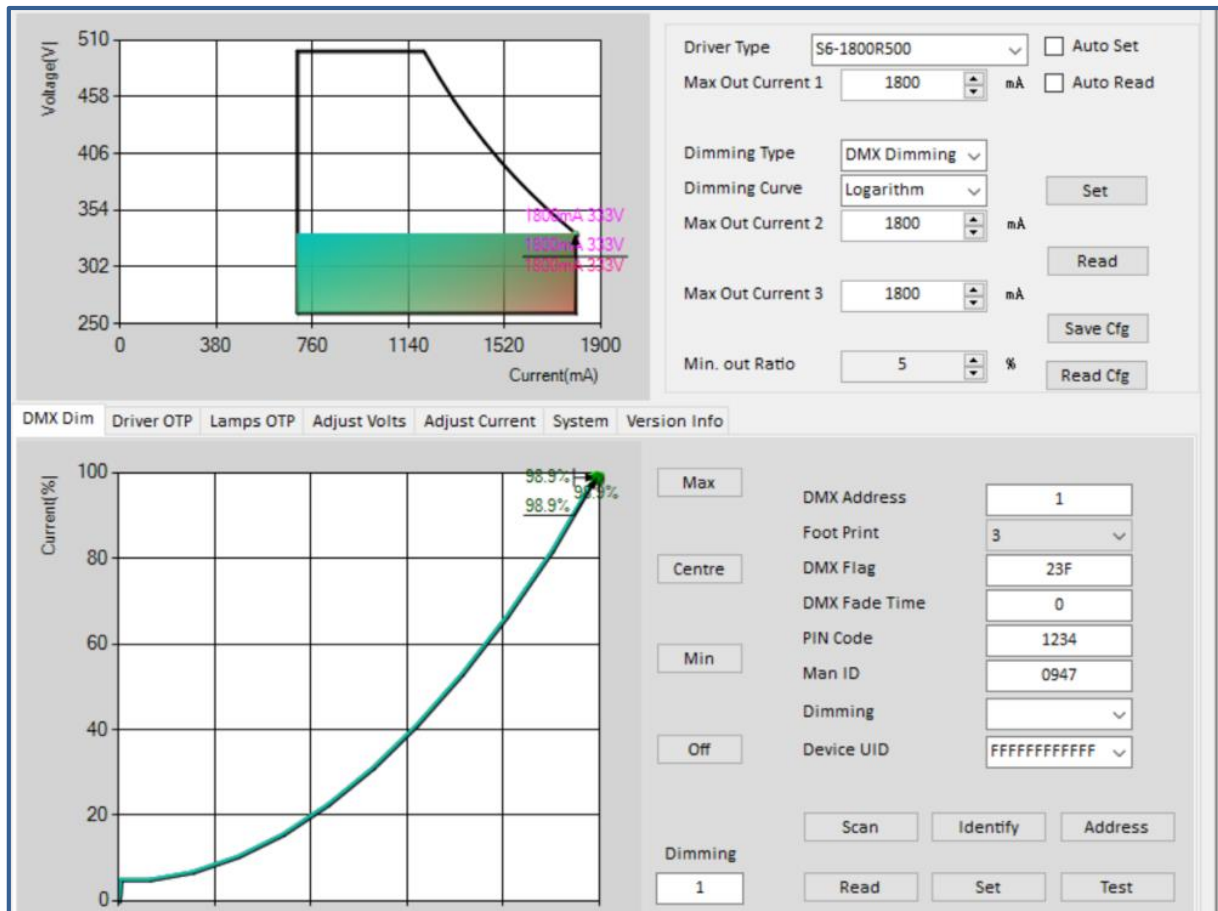 510
458
406
354
302
250
Voltage(V)
0 380 760 1140 1520 1900
Current(mA)
1800mA 333V
1800mA 333V
1800mA 333V
Driver Type S6-1800R500 Auto Set
Max Out Current 1 1800 mA Auto Read
Dimming Type DMX Dimming
Dimming Curve Logarithm Set
Max Out Current 2 1800 mA
Read
Max Out Current 3 1800 mA
Save Cfg
Min. out Ratio 5 %
Read Cfg
DMX Dim Driver OTP Lamps OTP Adjust Volts Adjust Current System Version Info
100
80
60
40
20
0
Current(%)
98.9%
98.9%
98.9%
Max
Centre
Min
Off
Dimming
1
DMX Address 1
Foot Print 3
DMX Flag 23F
DMX Fade Time 0
PIN Code 1234
Man ID 0947
Dimming
Device UID FFFFFFFFFFFF
Scan Identify Address
Read Set Test